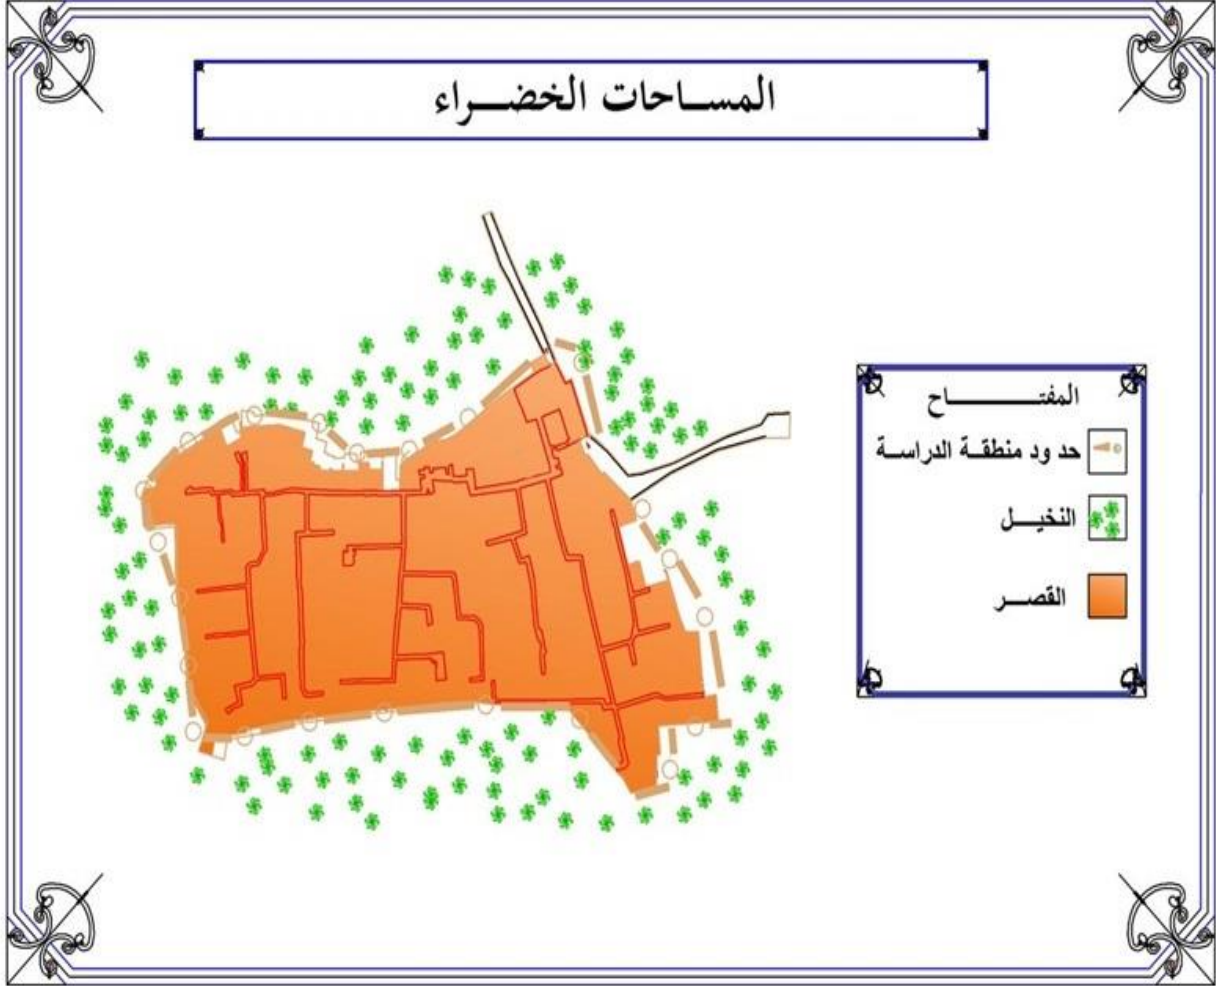 المساحات الخضراء
المفتاح
حدود منطقة الدراسة
النخيل
القصر